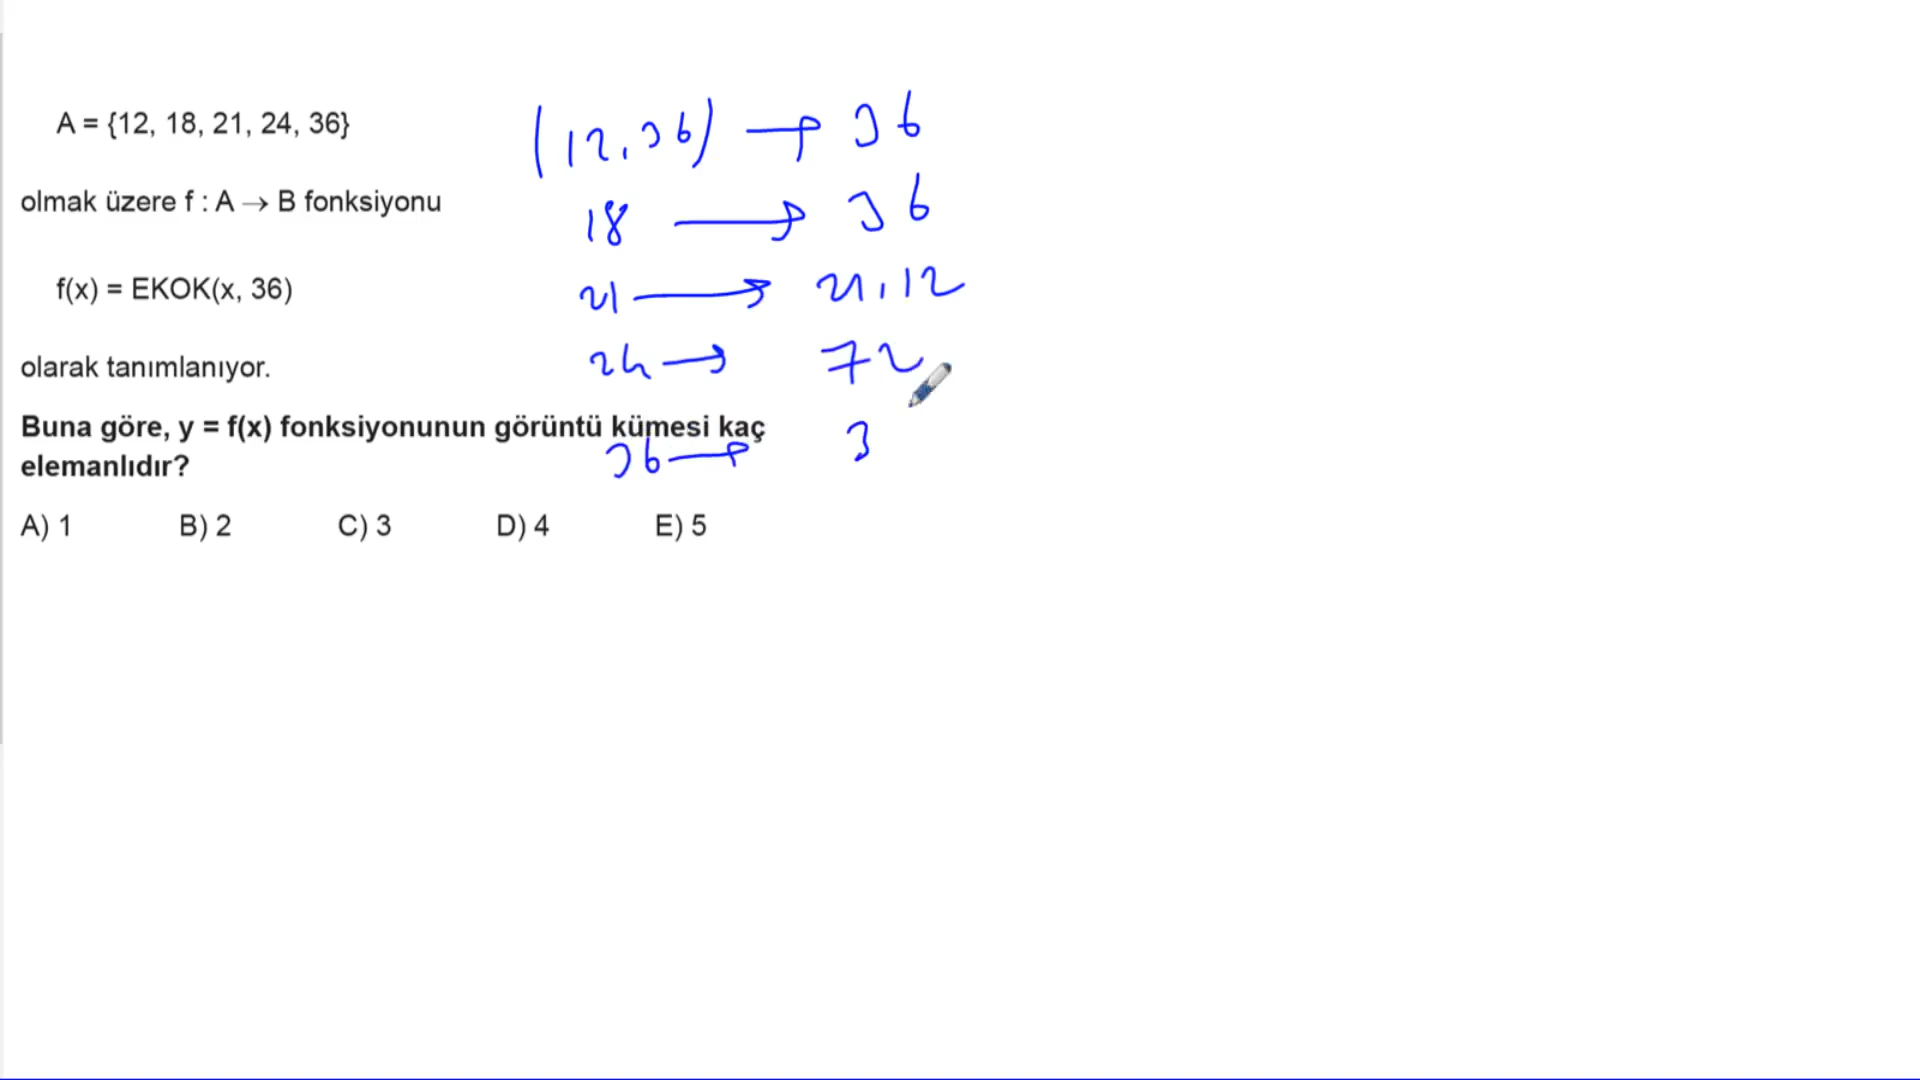 A = {12, 18, 21, 24, 36}
(12,36) → 36
olmak üzere f : A → B fonksiyonu
18 → 36
f(x) = EKOK(x, 36)
21 → 21.12
olarak tanımlanıyor.
24 → 72
Buna göre, y = f(x) fonksiyonunun görüntü kümesi kaç
elemanlıdır?
36 → 3
A) 1 B) 2 C) 3 D) 4 E) 5